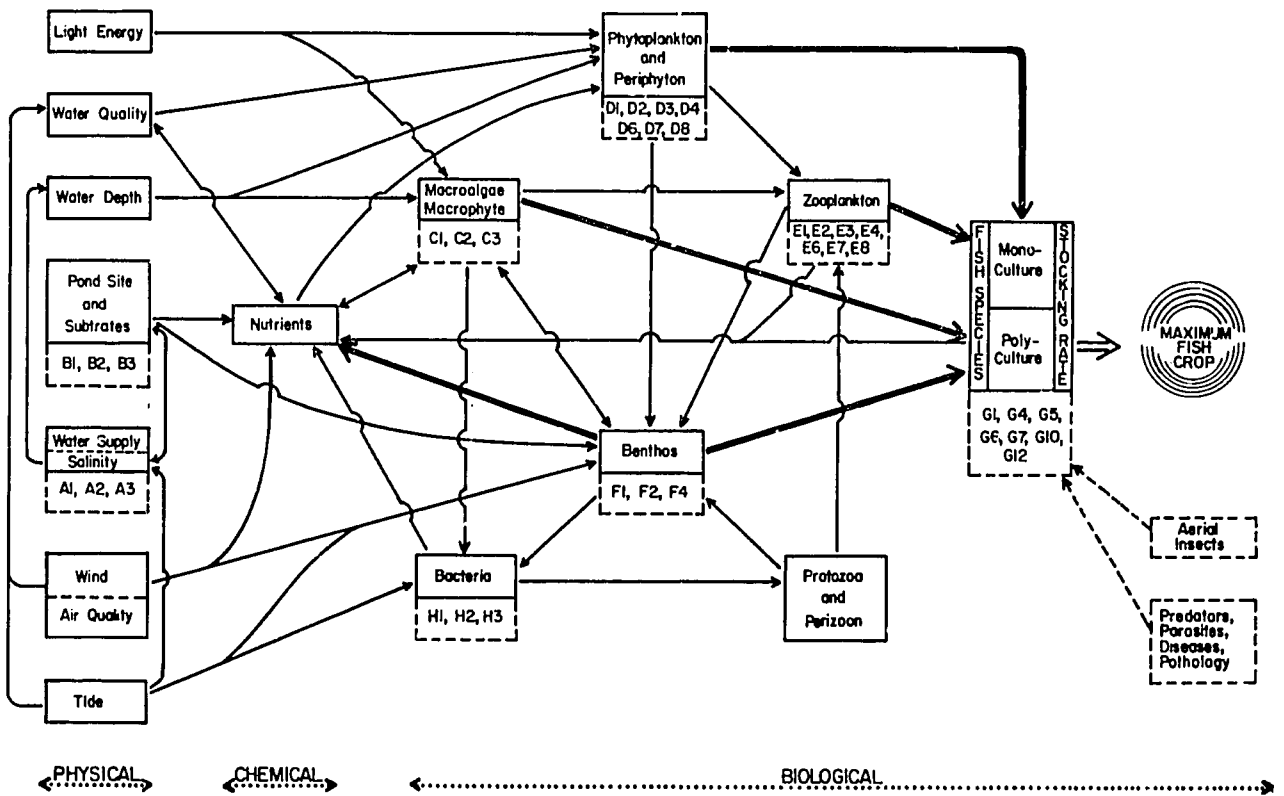 Light Energy
Water Quality
Water Depth
Pond Site
and
Subtrates
B1, B2, B3
Water Supply
Salinity
A1, A2, A3
Wind
Air Quality
Tide
Nutrients
Phytoplankton
and
Periphyton
D1, D2, D3, D4
D6, D7, D8
Macroalgae
Macrophyte
C1, C2, C3
Zooplankton
E1, E2, E3, E4,
E6, E7, E8
Benthos
F1, F2, F4
Bacteria
H1, H2, H3
Protozoa
and
Perizoon
FISH SPECIES
Mono-
Culture
Poly-
Culture
STOCKING RATE
G1, G4, G5,
G6, G7, G10,
G12
MAXIMUM
FISH
CROP
Aerial
Insects
Predators,
Parasites,
Diseases,
Pathology
PHYSICAL
CHEMICAL
BIOLOGICAL